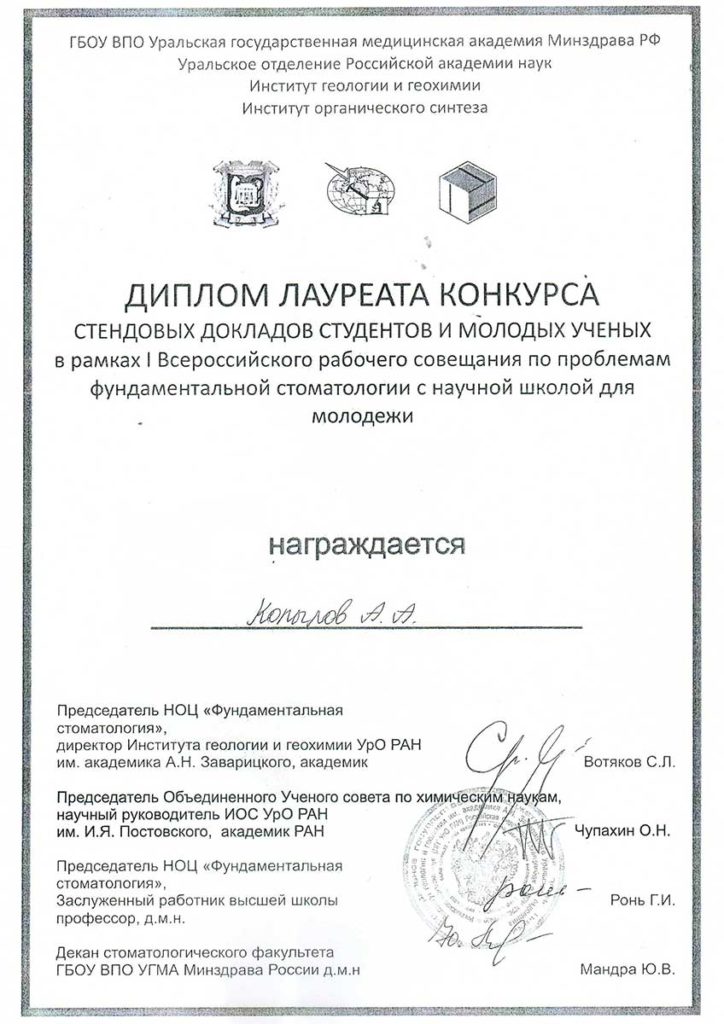 ГБОУ ВПО Уральская государственная медицинская академия Минздрава РФ
Уральское отделение Российской академии наук
Институт геологии и геохимии
Институт органического синтеза
ДИПЛОМ ЛАУРЕАТА КОНКУРСА
СТЕНДОВЫХ ДОКЛАДОВ СТУДЕНТОВ И МОЛОДЫХ УЧЕНЫХ
в рамках I Всероссийского рабочего совещания по проблемам
фундаментальной стоматологии с научной школой для
молодежи
награждается
Копылов А. А.
Председатель НОЦ «Фундаментальная
стоматология»,
директор Института геологии и геохимии УрО РАН
им. академика А.Н. Заварицкого, академик
Вотяков С.Л.
Председатель Объединенного Ученого совета по химическим наукам,
научный руководитель ИОС УрО РАН
им. И.Я. Постовского, академик РАН
Чупахин О.Н.
Председатель НОЦ «Фундаментальная
стоматология»,
Заслуженный работник высшей школы
профессор, д.м.н.
Ронь Г.И.
Декан стоматологического факультета
ГБОУ ВПО УГМА Минздрава России д.м.н
Мандра Ю.В.